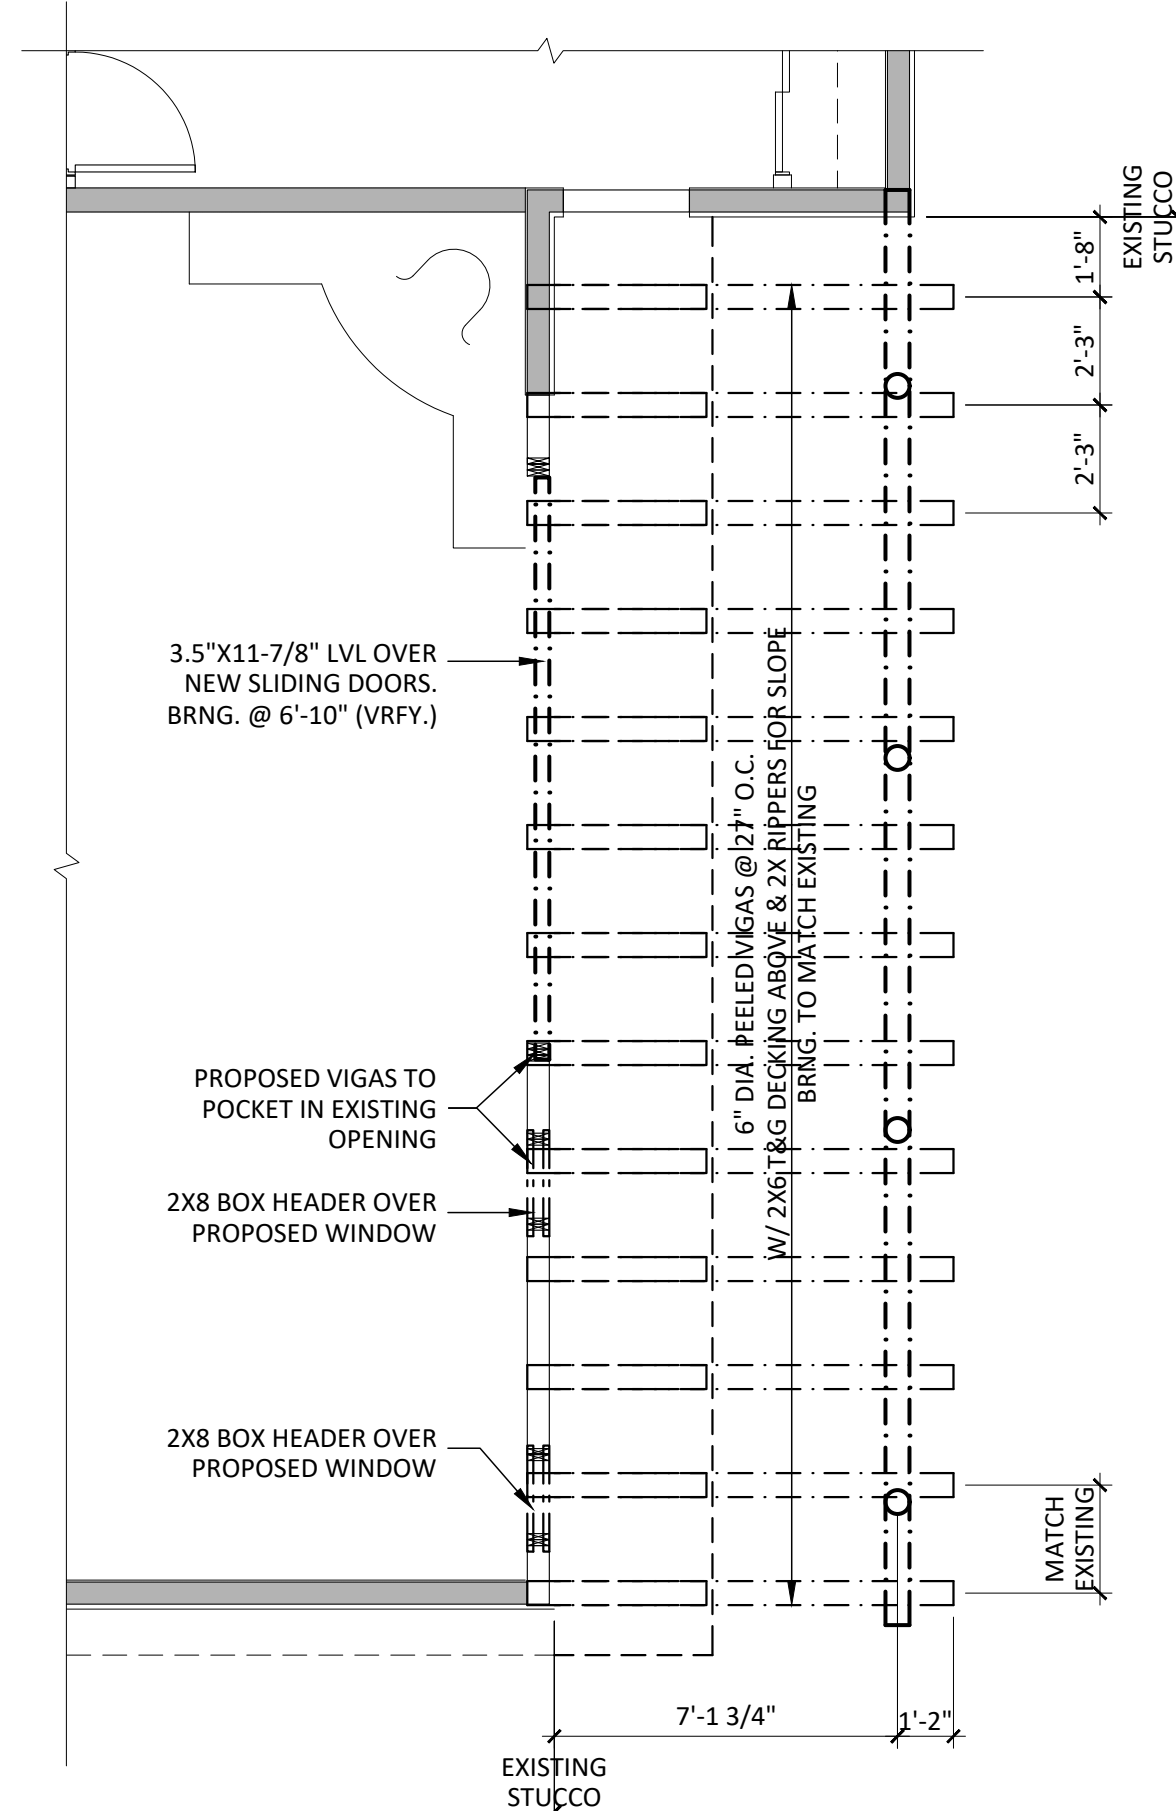 EXISTING
STUCCO
1'-8"
2'-3"
2'-3"
3.5"X11-7/8" LVL OVER
NEW SLIDING DOORS.
BRNG. @ 6'-10" (VRFY.)
6" DIA. PEELED VIGAS @ 27" O.C.
W/ 2X6 T&G DECKING ABOVE & 2X RIPPERS FOR SLOPE
BRNG. TO MATCH EXISTING
PROPOSED VIGAS TO
POCKET IN EXISTING
OPENING
2X8 BOX HEADER OVER
PROPOSED WINDOW
2X8 BOX HEADER OVER
PROPOSED WINDOW
MATCH
EXISTING
7'-1 3/4"
1'-2"
EXISTING
STUCCO